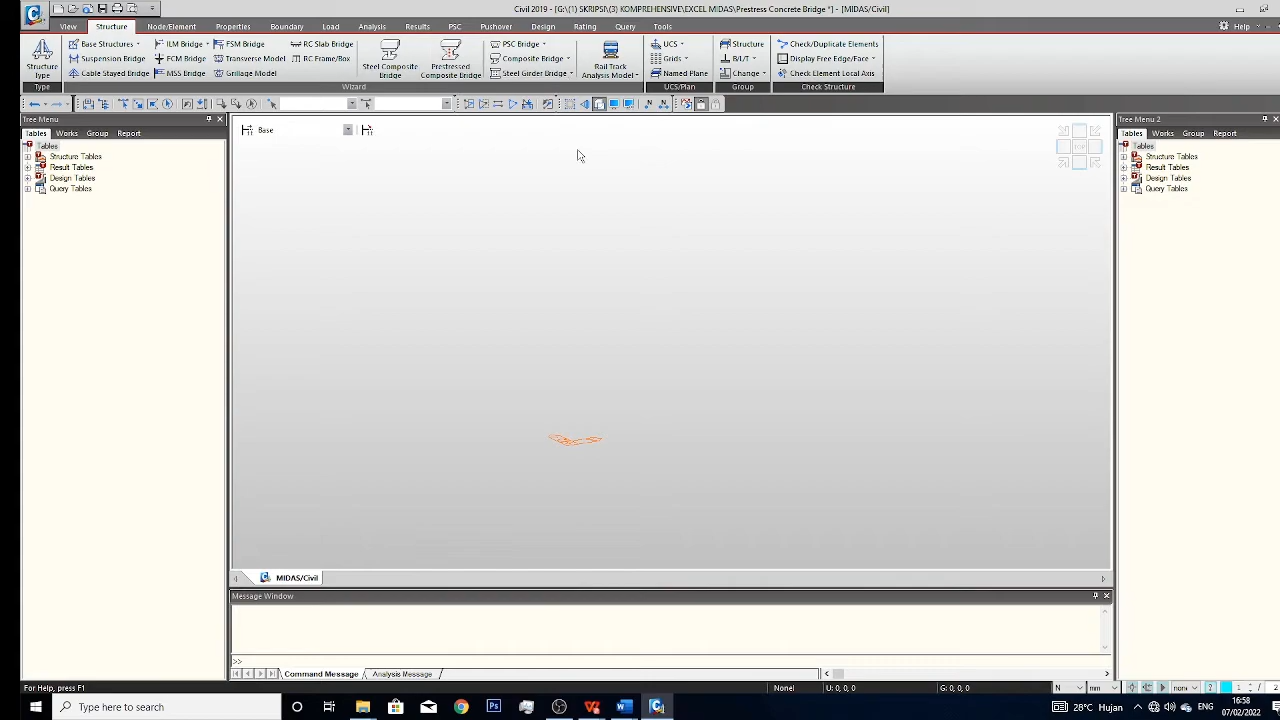 Civil 2019 - [G:\(1) SKRIPSI\(3) KOMPREHENSIVE\EXCEL MIDAS\Prestress Concrete Bridge *] - [MIDAS/Civil]
View Structure Node/Element Properties Boundary Load Analysis Results PSC Pushover Design Rating Query Tools Help
Base Structures ILM Bridge FSM Bridge RC Slab Bridge PSC Bridge UCS Structure Check/Duplicate Elements
Suspension Bridge FCM Bridge Transverse Model RC Frame/Box Composite Bridge Grids B/L/T Display Free Edge/Face
Cable Stayed Bridge MSS Bridge Grillage Model Steel Girder Bridge Named Plane Change Check Element Local Axis
Structure Type
Steel Composite Bridge
Prestressed Composite Bridge
Rail Track Analysis Model
Type Wizard UCS/Plan Group Check Structure
Tree Menu Tree Menu 2
Tables Works Group Report Base TOP Tables Works Group Report
Tables Tables
Structure Tables Structure Tables
Result Tables Result Tables
Design Tables Design Tables
Query Tables Query Tables
MIDAS/Civil
Message Window
>>
Command Message Analysis Message
For Help, press F1 None! U: 0, 0, 0 G: 0, 0, 0 N mm non 1 / 2
Type here to search 28°C Hujan ENG 16:58
07/02/2022